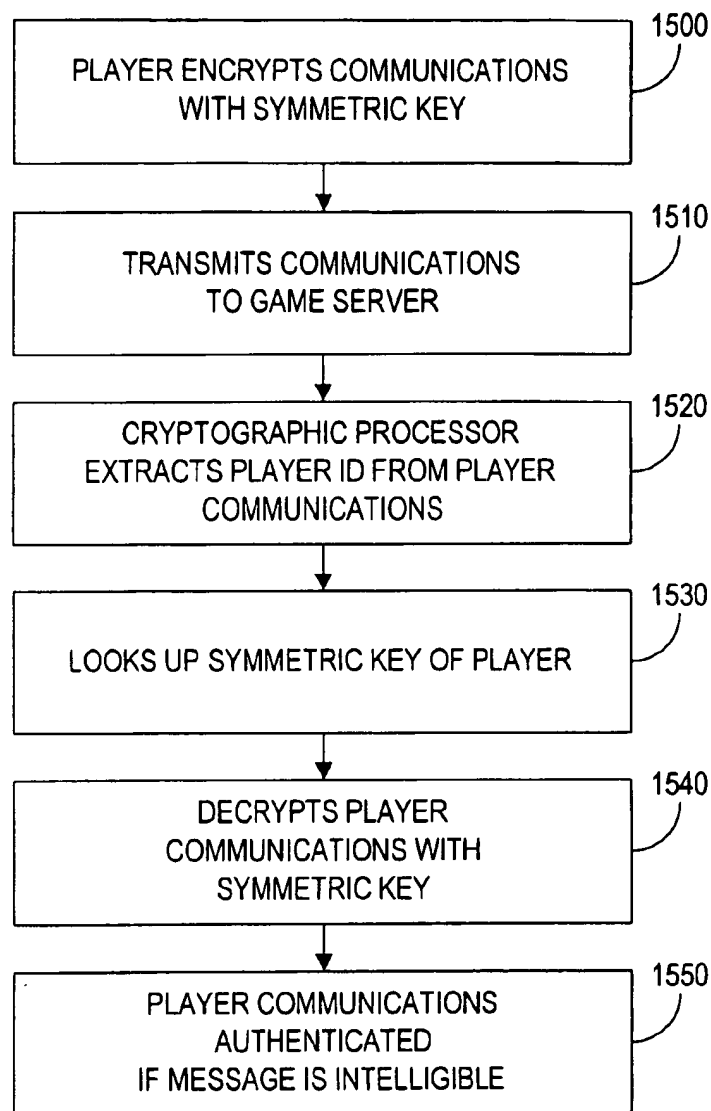 1500
PLAYER ENCRYPTS COMMUNICATIONS
WITH SYMMETRIC KEY
1510
TRANSMITS COMMUNICATIONS
TO GAME SERVER
1520
CRYPTOGRAPHIC PROCESSOR
EXTRACTS PLAYER ID FROM PLAYER
COMMUNICATIONS
1530
LOOKS UP SYMMETRIC KEY OF PLAYER
1540
DECRYPTS PLAYER
COMMUNICATIONS WITH
SYMMETRIC KEY
1550
PLAYER COMMUNICATIONS
AUTHENTICATED
IF MESSAGE IS INTELLIGIBLE